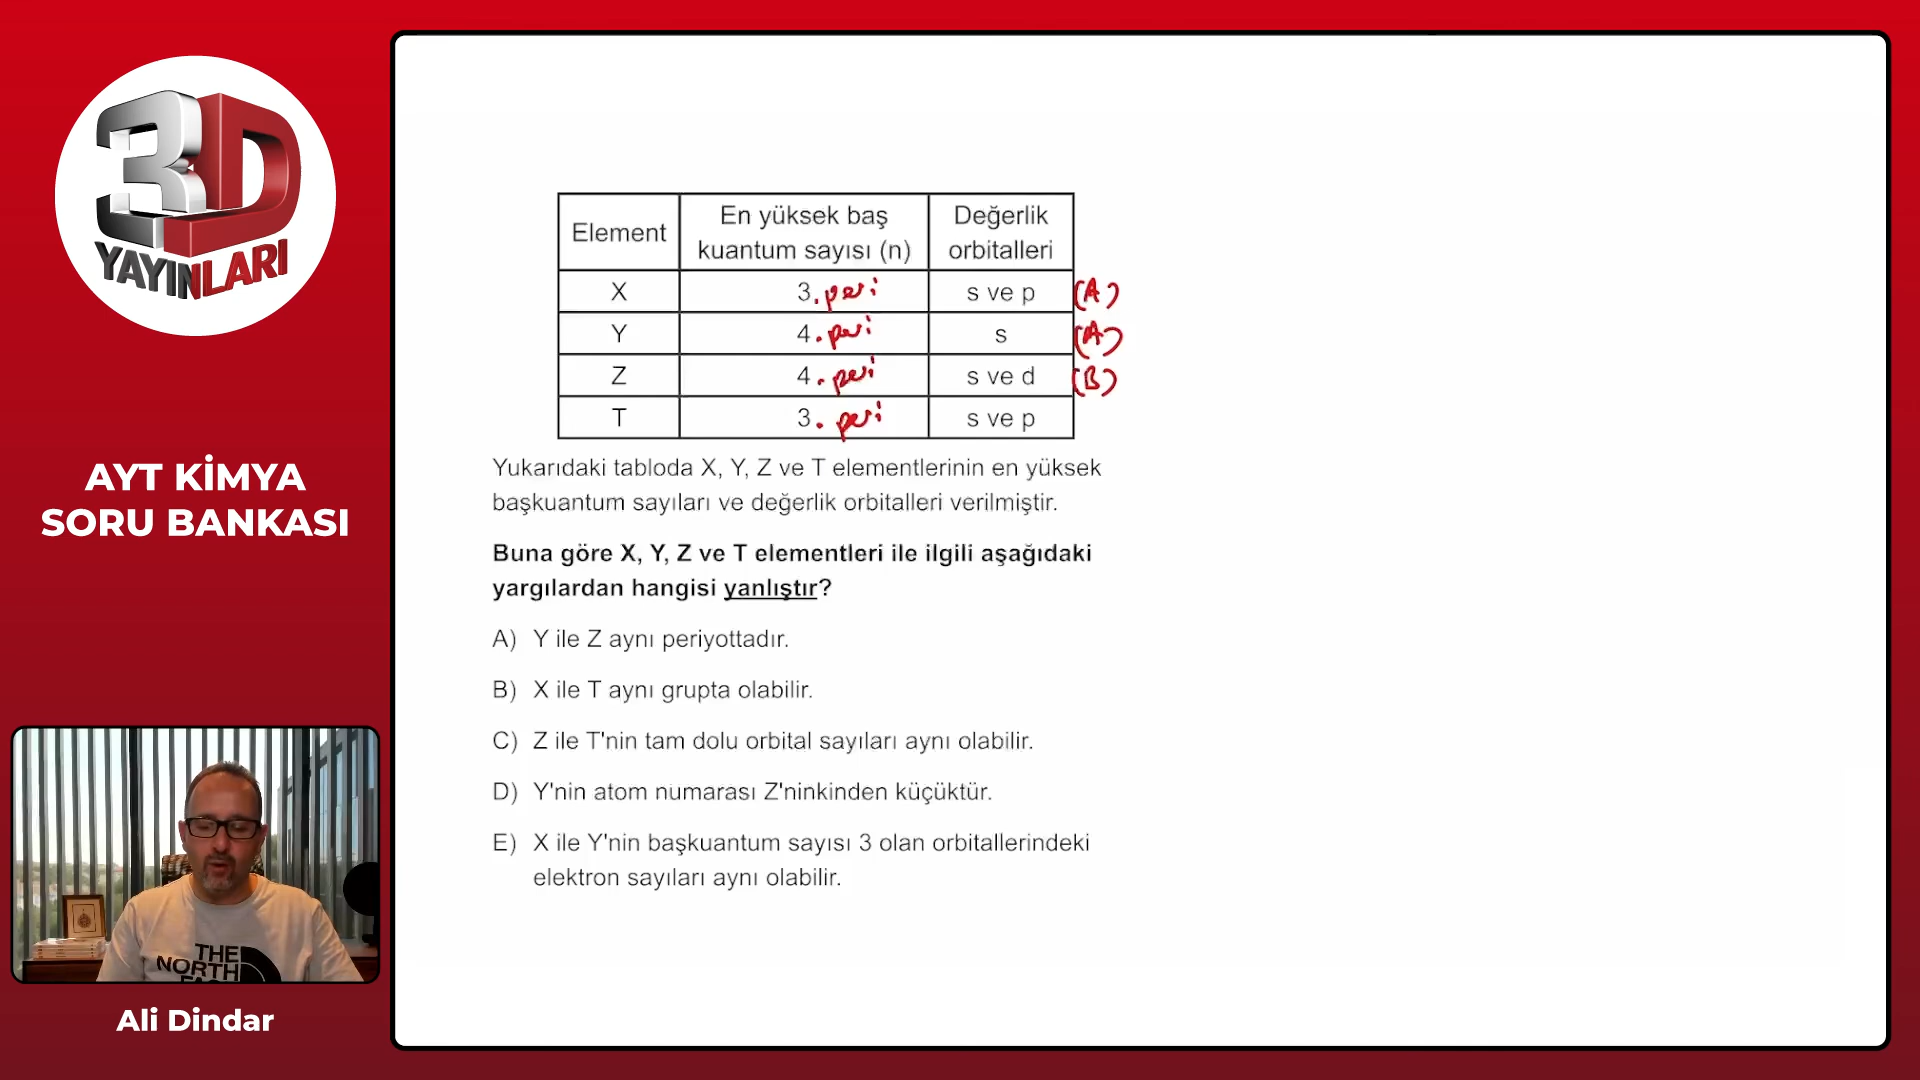 3D
YAYINLARI
AYT KİMYA
SORU BANKASI
THE
NORTH
Ali Dindar
Element En yüksek baş kuantum sayısı (n) Değerlik orbitalleri
X 3. peri s ve p (A)
Y 4. peri s (A)
Z 4. peri s ve d (B)
T 3. peri s ve p
Yukarıdaki tabloda X, Y, Z ve T elementlerinin en yüksek
başkuantum sayıları ve değerlik orbitalleri verilmiştir.
Buna göre X, Y, Z ve T elementleri ile ilgili aşağıdaki
yargılardan hangisi yanlıştır?
A) Y ile Z aynı periyottadır.
B) X ile T aynı grupta olabilir.
C) Z ile T'nin tam dolu orbital sayıları aynı olabilir.
D) Y'nin atom numarası Z'ninkinden küçüktür.
E) X ile Y'nin başkuantum sayısı 3 olan orbitallerindeki
elektron sayıları aynı olabilir.